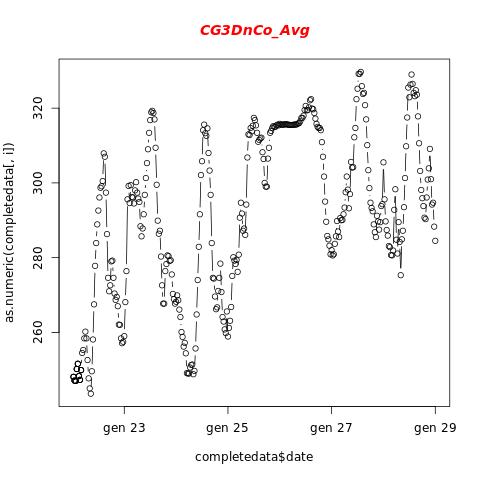 CG3DnCo_Avg
as.numeric(completedata[, i])
320
300
280
260
gen 23
gen 25
gen 27
gen 29
completedata$date